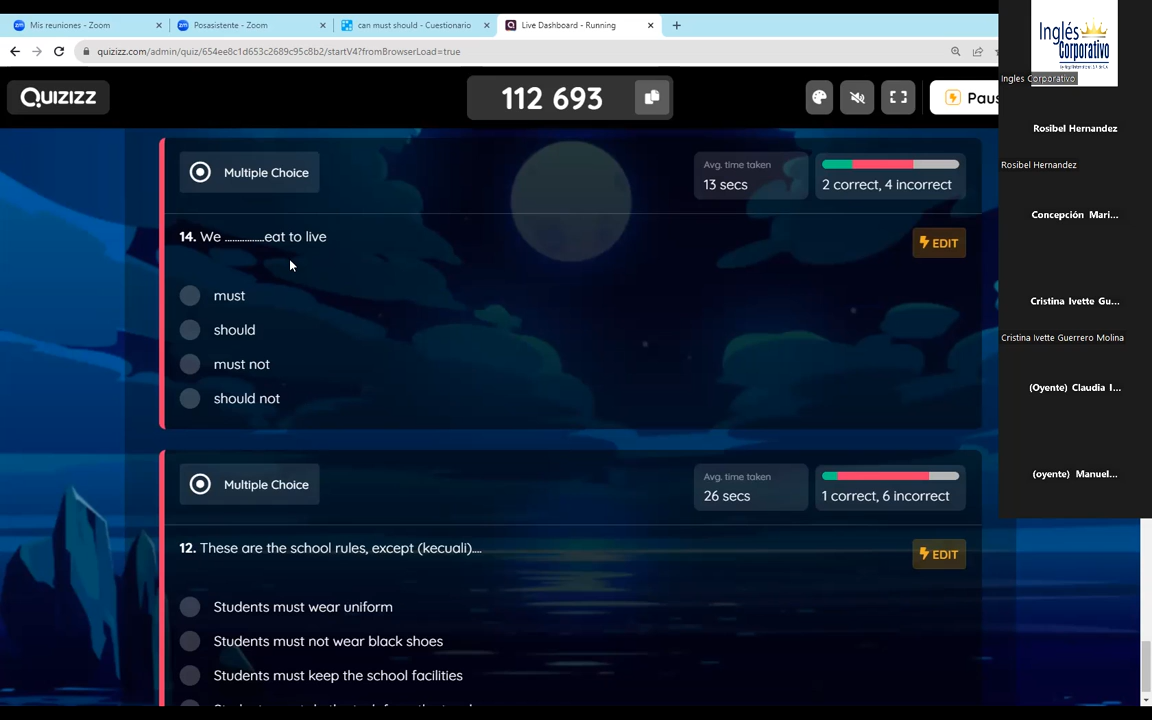 Mis reuniones - Zoom
Posasistente - Zoom
can must should - Cuestionario
Live Dashboard - Running
quizizz.com/admin/quiz/654ee8c1d653c2689c95c8b2/startV4?fromBrowserLoad=true
QUIZIZZ
112 693
Paus
Multiple Choice
Avg. time taken
13 secs
2 correct, 4 incorrect
14. We ...............eat to live
EDIT
must
should
must not
should not
Multiple Choice
Avg. time taken
26 secs
1 correct, 6 incorrect
12. These are the school rules, except (kecuali)....
EDIT
Students must wear uniform
Students must not wear black shoes
Students must keep the school facilities
Inglés
Corporativo
Ingles Corporativo
Rosibel Hernandez
Rosibel Hernandez
Concepción Mari...
Cristina Ivette Gu...
Cristina Ivette Guerrero Molina
(Oyente) Claudia I...
(oyente) Manuel...